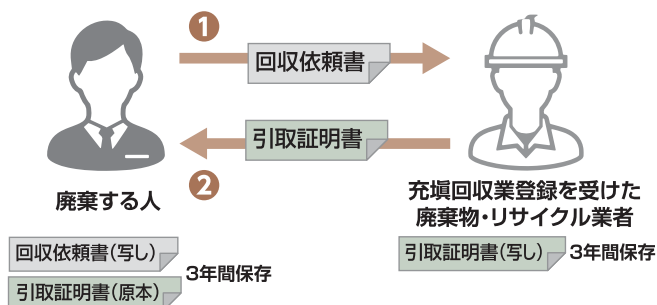 1
回収依頼書
引取証明書
2
廃棄する人
充塡回収業登録を受けた
廃棄物・リサイクル業者
回収依頼書(写し)
引取証明書(原本)
3年間保存
引取証明書(写し)
3年間保存